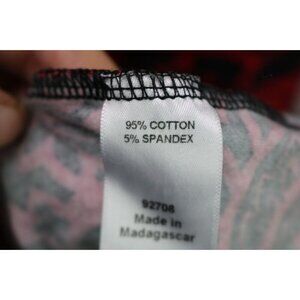 95% COTTON
5% SPANDEX
92708
Made in
Madagascar